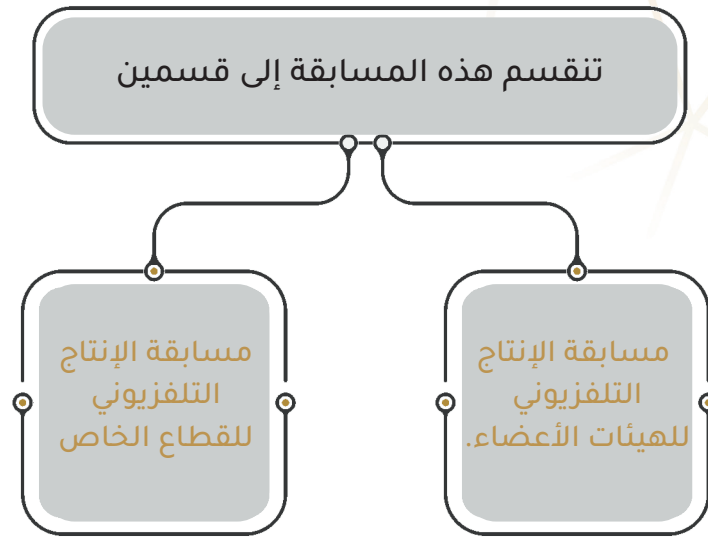 تنقسم هذه المسابقة إلى قسمين
مسابقة الإنتاج
التلفزيوني
للهيئات الأعضاء.
مسابقة الإنتاج
التلفزيوني
للقطاع الخاص